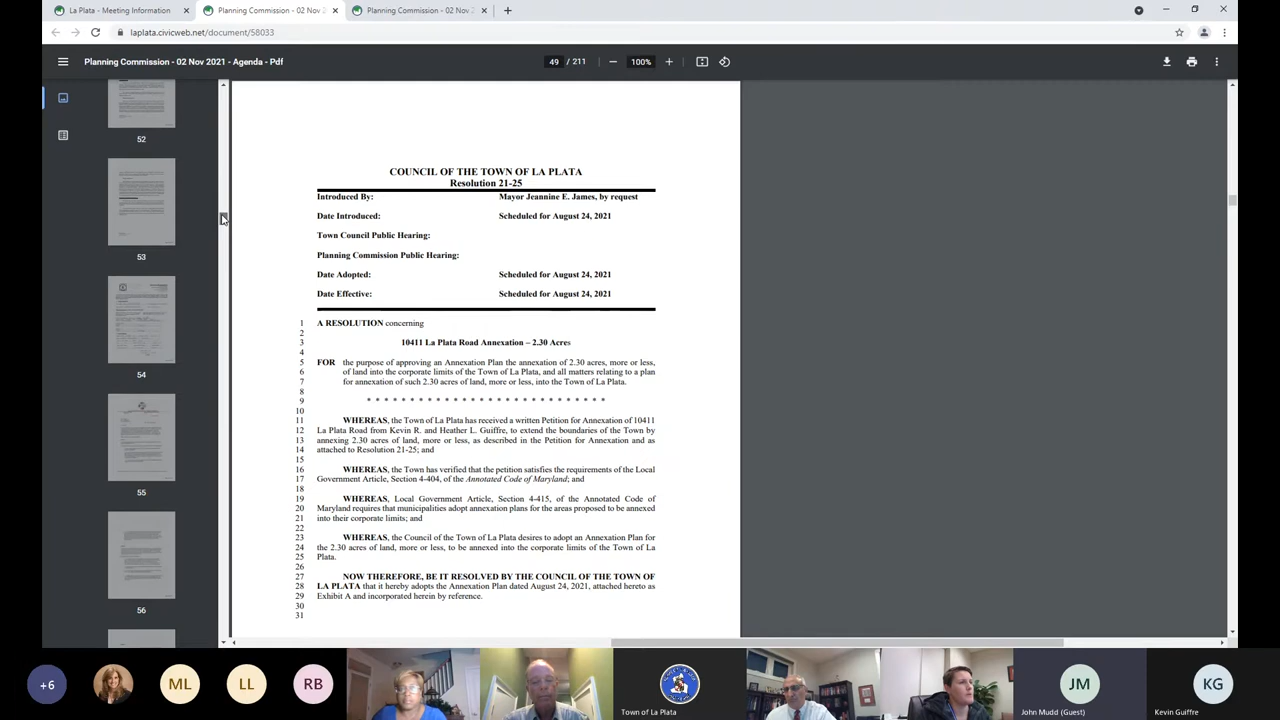 La Plata - Meeting Information
Planning Commission - 02 Nov 2
Planning Commission - 02 Nov 2
laplata.civicweb.net/document/58033
Planning Commission - 02 Nov 2021 - Agenda - Pdf
49 / 211
100%
52
53
54
55
56
COUNCIL OF THE TOWN OF LA PLATA
Resolution 21-25
Introduced By: Mayor Jeannine E. James, by request
Date Introduced: Scheduled for August 24, 2021
Town Council Public Hearing:
Planning Commission Public Hearing:
Date Adopted: Scheduled for August 24, 2021
Date Effective: Scheduled for August 24, 2021
1 A RESOLUTION concerning
2
3 10411 La Plata Road Annexation – 2.30 Acres
4
5 FOR the purpose of approving an Annexation Plan the annexation of 2.30 acres, more or less,
6 of land into the corporate limits of the Town of La Plata, and all matters relating to a plan
7 for annexation of such 2.30 acres of land, more or less, into the Town of La Plata.
8
9 * * * * * * * * * * * * * * * * * * * * * * * * * * *
10
11 WHEREAS, the Town of La Plata has received a written Petition for Annexation of 10411
12 La Plata Road from Kevin R. and Heather L. Guiffre, to extend the boundaries of the Town by
13 annexing 2.30 acres of land, more or less, as described in the Petition for Annexation and as
14 attached to Resolution 21-25; and
15
16 WHEREAS, the Town has verified that the petition satisfies the requirements of the Local
17 Government Article, Section 4-404, of the Annotated Code of Maryland; and
18
19 WHEREAS, Local Government Article, Section 4-415, of the Annotated Code of
20 Maryland requires that municipalities adopt annexation plans for the areas proposed to be annexed
21 into their corporate limits; and
22
23 WHEREAS, the Council of the Town of La Plata desires to adopt an Annexation Plan for
24 the 2.30 acres of land, more or less, to be annexed into the corporate limits of the Town of La
25 Plata.
26
27 NOW THEREFORE, BE IT RESOLVED BY THE COUNCIL OF THE TOWN OF
28 LA PLATA that it hereby adopts the Annexation Plan dated August 24, 2021, attached hereto as
29 Exhibit A and incorporated herein by reference.
30
31
+6
ML
LL
RB
Town of La Plata
JM
John Mudd (Guest)
KG
Kevin Guiffre